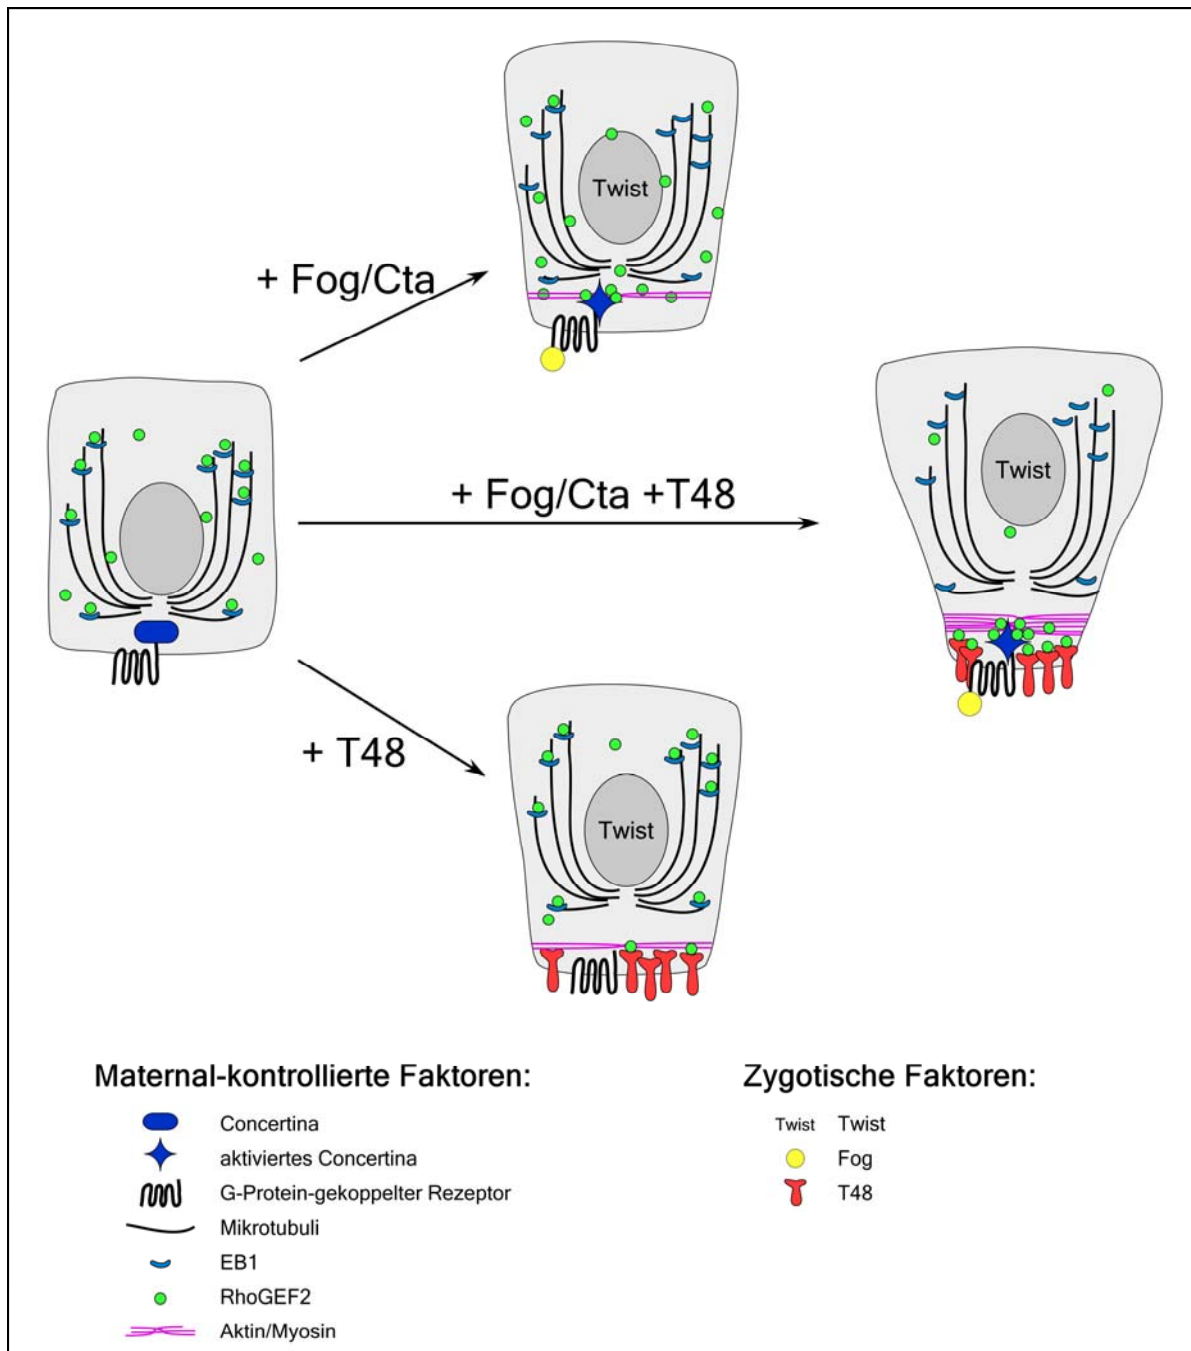 Twist
+ Fog/Cta
+ Fog/Cta +T48
Twist
+ T48
Twist
Maternal-kontrollierte Faktoren:
Concertina
aktiviertes Concertina
G-Protein-gekoppelter Rezeptor
Mikrotubuli
EB1
RhoGEF2
Aktin/Myosin
Zygotische Faktoren:
Twist Twist
Fog
T48